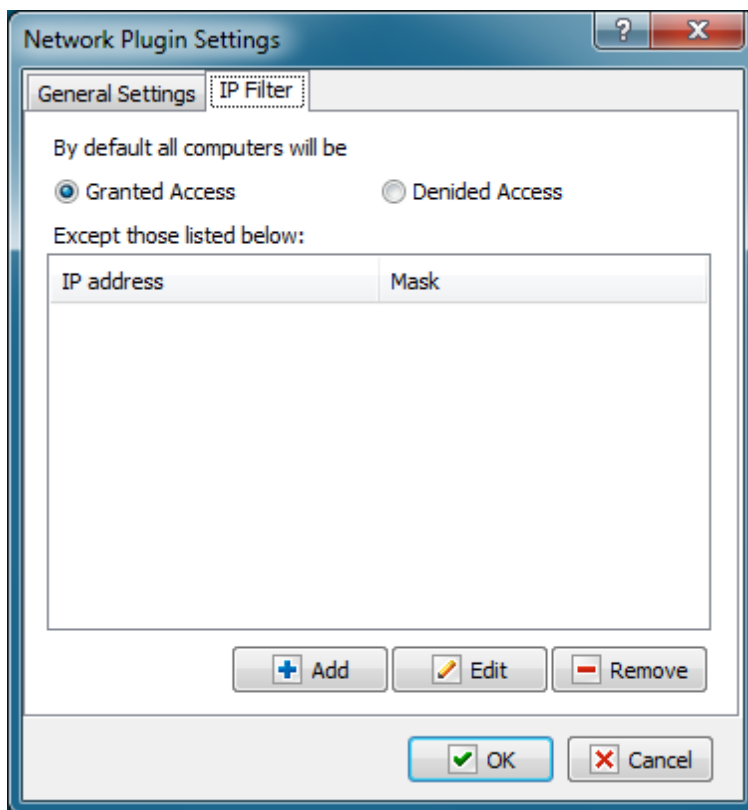 Network Plugin Settings
General Settings IP Filter
By default all computers will be
Granted Access Denided Access
Except those listed below:
IP address Mask
Add Edit Remove
OK Cancel